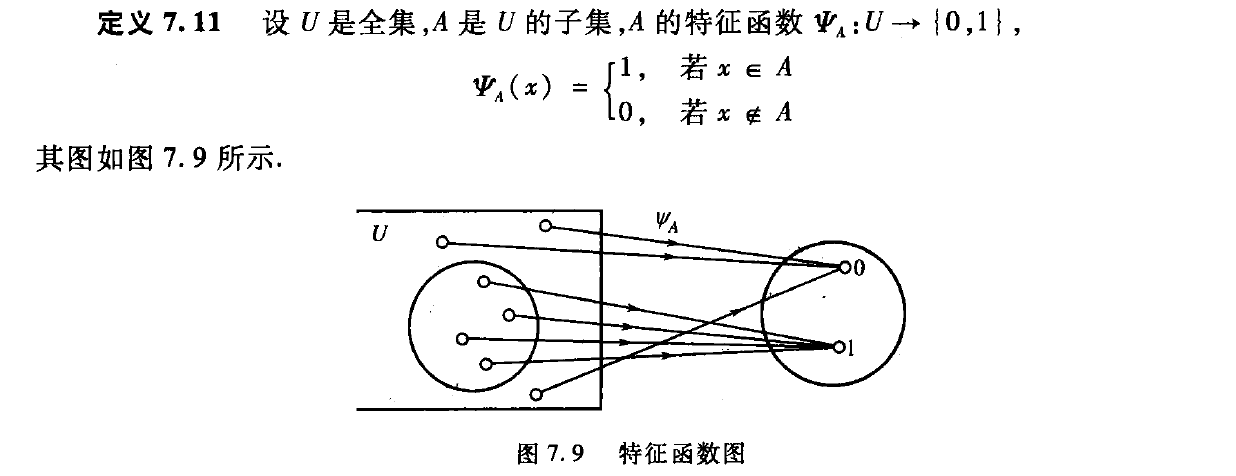 定义 7.11 设 U 是全集,A 是 U 的子集,A 的特征函数 Ψ_A:U→{0,1},
Ψ_A(x) = {1, 若 x ∈ A
0, 若 x ∉ A
其图如图 7.9 所示.
U
ψ_A
0
1
图 7.9 特征函数图